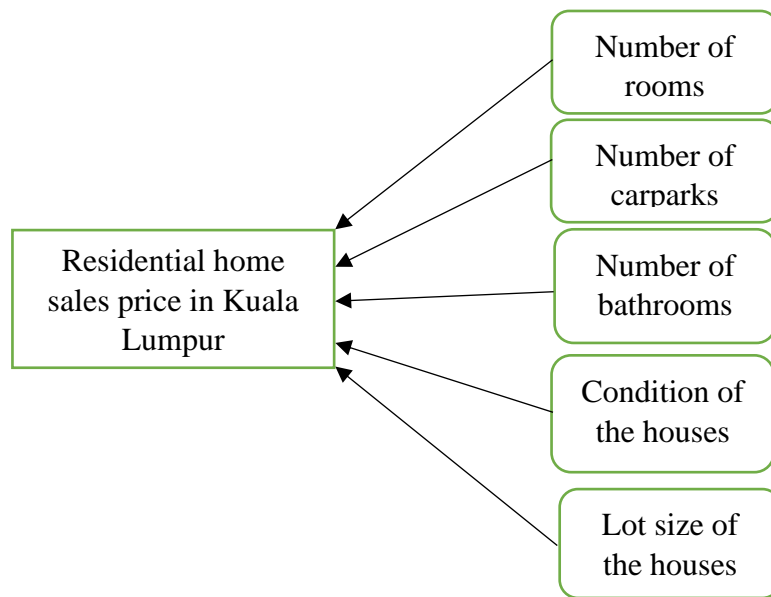 Number of
rooms
Number of
carparks
Residential home
sales price in Kuala
Lumpur
Number of
bathrooms
Condition of
the houses
Lot size of
the houses